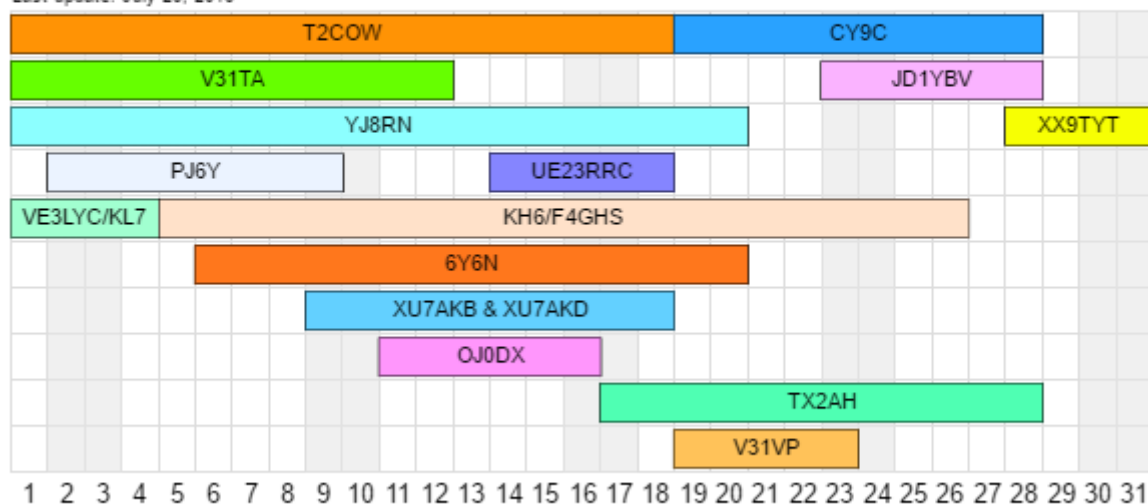 T2COW CY9C
V31TA JD1YBV
YJ8RN XX9TYT
PJ6Y UE23RRC
VE3LYC/KL7 KH6/F4GHS
6Y6N
XU7AKB & XU7AKD
OJ0DX
TX2AH
V31VP
1 2 3 4 5 6 7 8 9 10 11 12 13 14 15 16 17 18 19 20 21 22 23 24 25 26 27 28 29 30 31